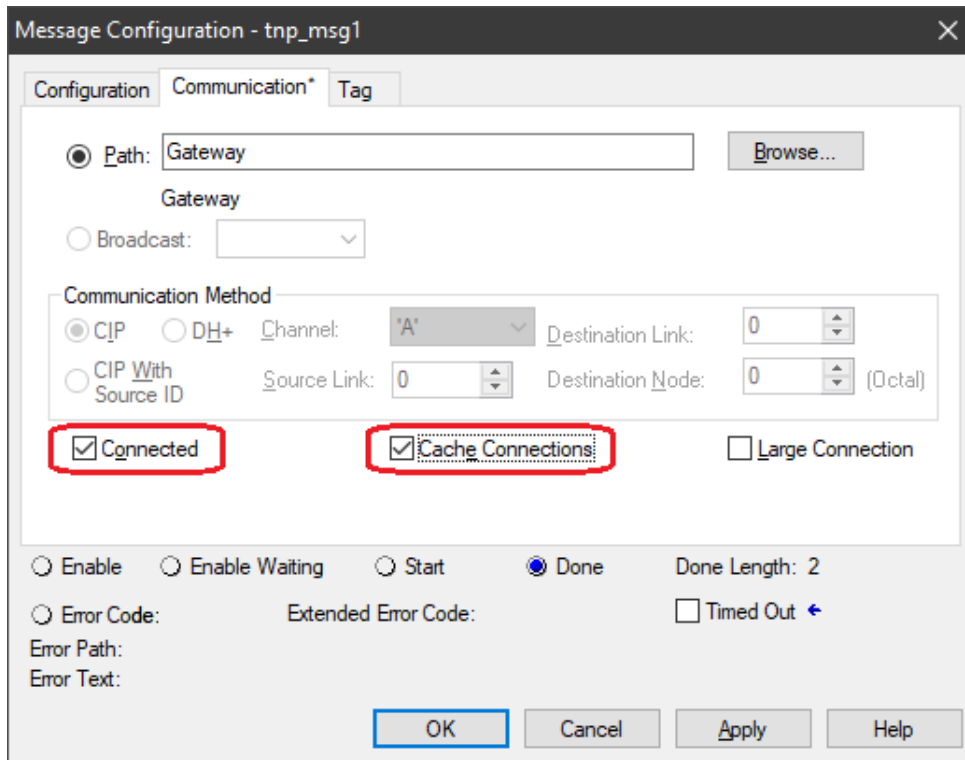 Message Configuration - tnp_msg1
Configuration Communication* Tag
Path: Gateway Browse...
Gateway
Broadcast:
Communication Method
CIP DH+ Channel: 'A' Destination Link: 0
CIP With Source ID Source Link: 0 Destination Node: 0 (Octal)
Connected Cache Connections Large Connection
Enable Enable Waiting Start Done Done Length: 2
Error Code: Extended Error Code: Timed Out
Error Path:
Error Text:
OK Cancel Apply Help